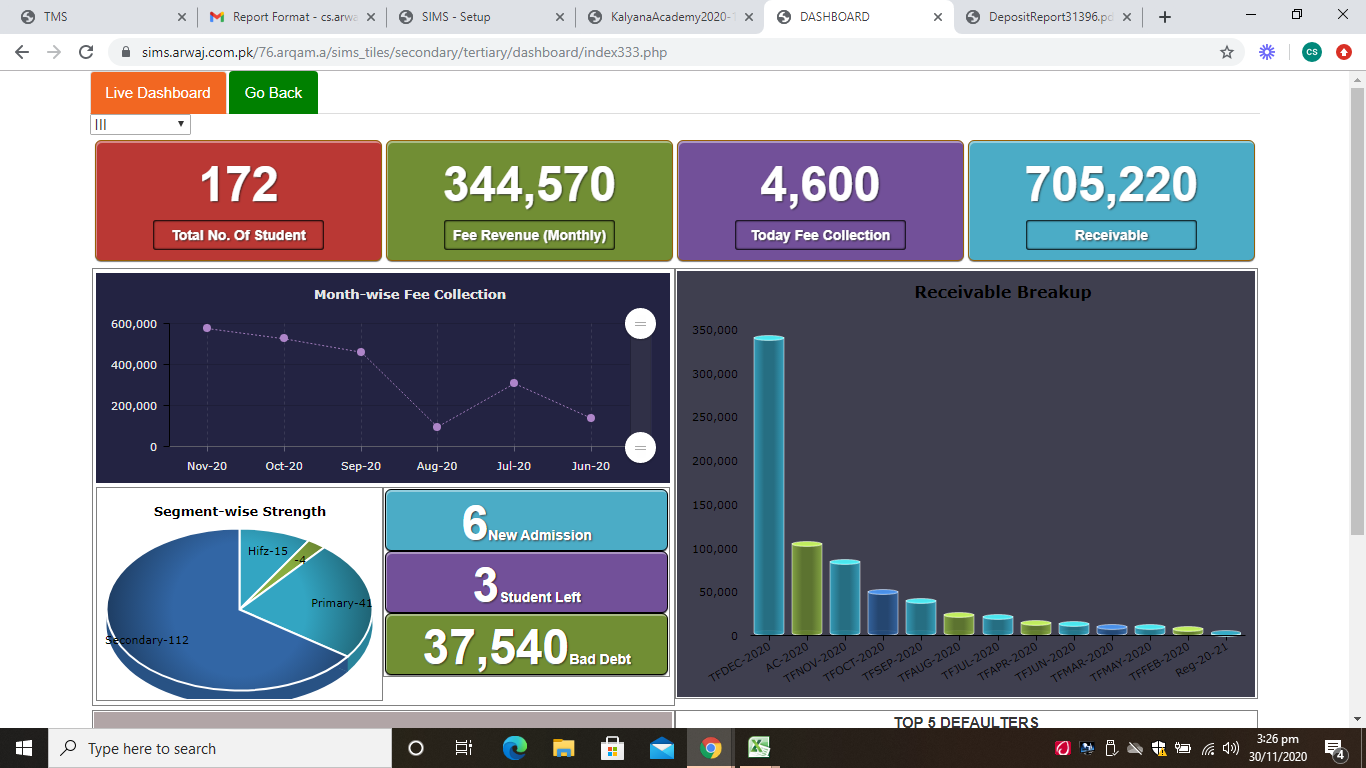 TMS
Report Format - cs.arwa
SIMS - Setup
KalyanaAcademy2020-1
DASHBOARD
DepositReport31396.pd
sims.arwaj.com.pk/76.arqam.a/sims_tiles/secondary/tertiary/dashboard/index333.php
CS
Live Dashboard
Go Back
|||
172
Total No. Of Student
344,570
Fee Revenue (Monthly)
4,600
Today Fee Collection
705,220
Receivable
Month-wise Fee Collection
600,000
400,000
200,000
0
Nov-20 Oct-20 Sep-20 Aug-20 Jul-20 Jun-20
Receivable Breakup
350,000
300,000
250,000
200,000
150,000
100,000
50,000
0
TFDEC-2020 AC-2020 TFNOV-2020 TFOCT-2020 TFSEP-2020 TFAUG-2020 TFJUL-2020 TFAPR-2020 TFJUN-2020 TFMAR-2020 TFMAY-2020 TFFEB-2020 Reg-20-21
Segment-wise Strength
Hifz-15
-4
Primary-41
Secondary-112
6 New Admission
3 Student Left
37,540 Bad Debt
TOP 5 DEFAULTERS
Type here to search
3:26 pm
30/11/2020
4